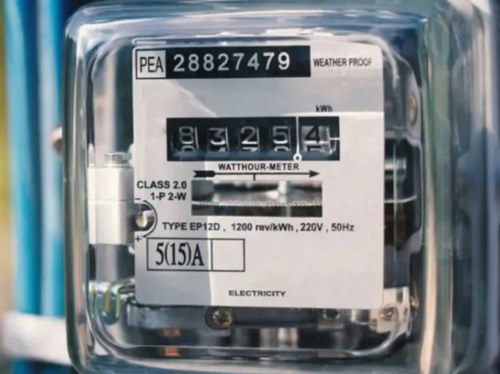 PEA 28827479 WEATHER PROOF
kWh
8 3 2 5 4
WATTHOUR-METER
CLASS 2.0
1-P 2-W
TYPE EP12D , 1200 rev/kWh , 220V , 50Hz
5(15)A
ELECTRICITY